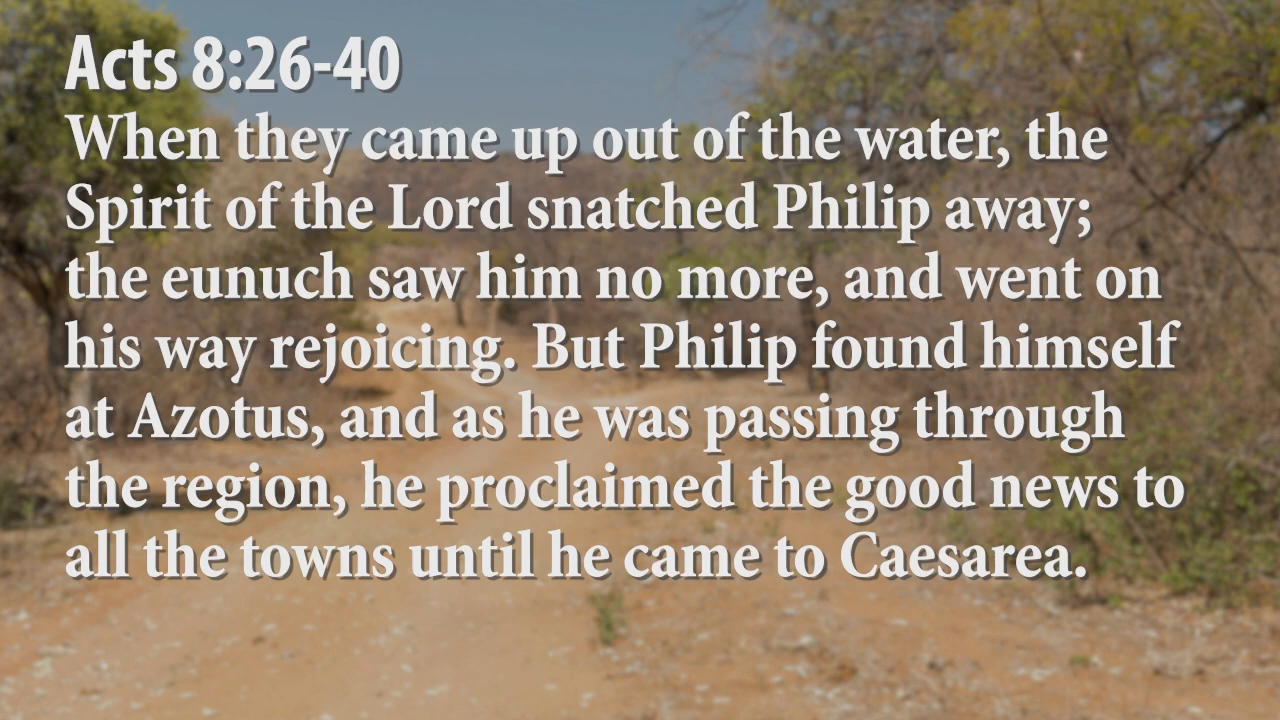 Acts 8:26-40
When they came up out of the water, the
Spirit of the Lord snatched Philip away;
the eunuch saw him no more, and went on
his way rejoicing. But Philip found himself
at Azotus, and as he was passing through
the region, he proclaimed the good news to
all the towns until he came to Caesarea.